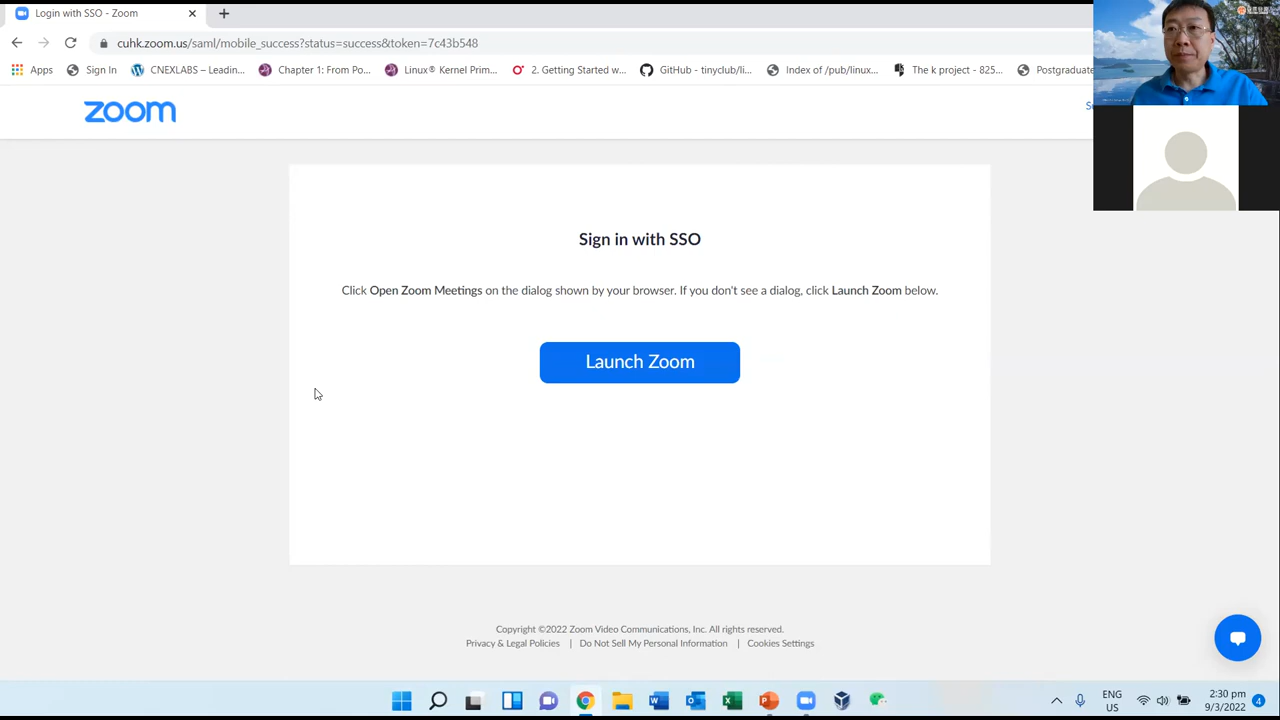 Login with SSO - Zoom
cuhk.zoom.us/saml/mobile_success?status=success&token=7c43b548
Apps Sign In CNEXLABS – Leadin... Chapter 1: From Po... Linux® Kernel Prim... 2. Getting Started w... GitHub - tinyclub/li... Index of /pub/linux... The k project - 825... Postgraduate
zoom
Sign in with SSO
Click Open Zoom Meetings on the dialog shown by your browser. If you don't see a dialog, click Launch Zoom below.
Launch Zoom
Copyright ©2022 Zoom Video Communications, Inc. All rights reserved.
Privacy & Legal Policies | Do Not Sell My Personal Information | Cookies Settings
ENG
US
2:30 pm
9/3/2022
4